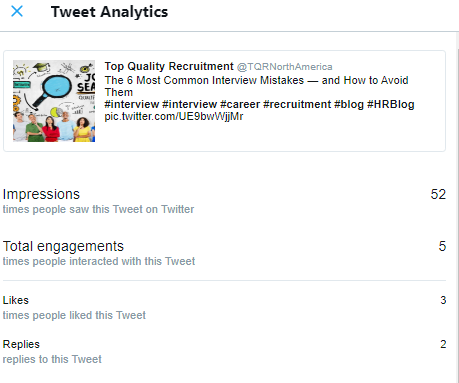 Tweet Analytics
Top Quality Recruitment @TQRNorthAmerica
The 6 Most Common Interview Mistakes — and How to Avoid
Them
#interview #interview #career #recruitment #blog #HRBlog
pic.twitter.com/UE9bwWjjMr
Impressions 52
times people saw this Tweet on Twitter
Total engagements 5
times people interacted with this Tweet
Likes 3
times people liked this Tweet
Replies 2
replies to this Tweet